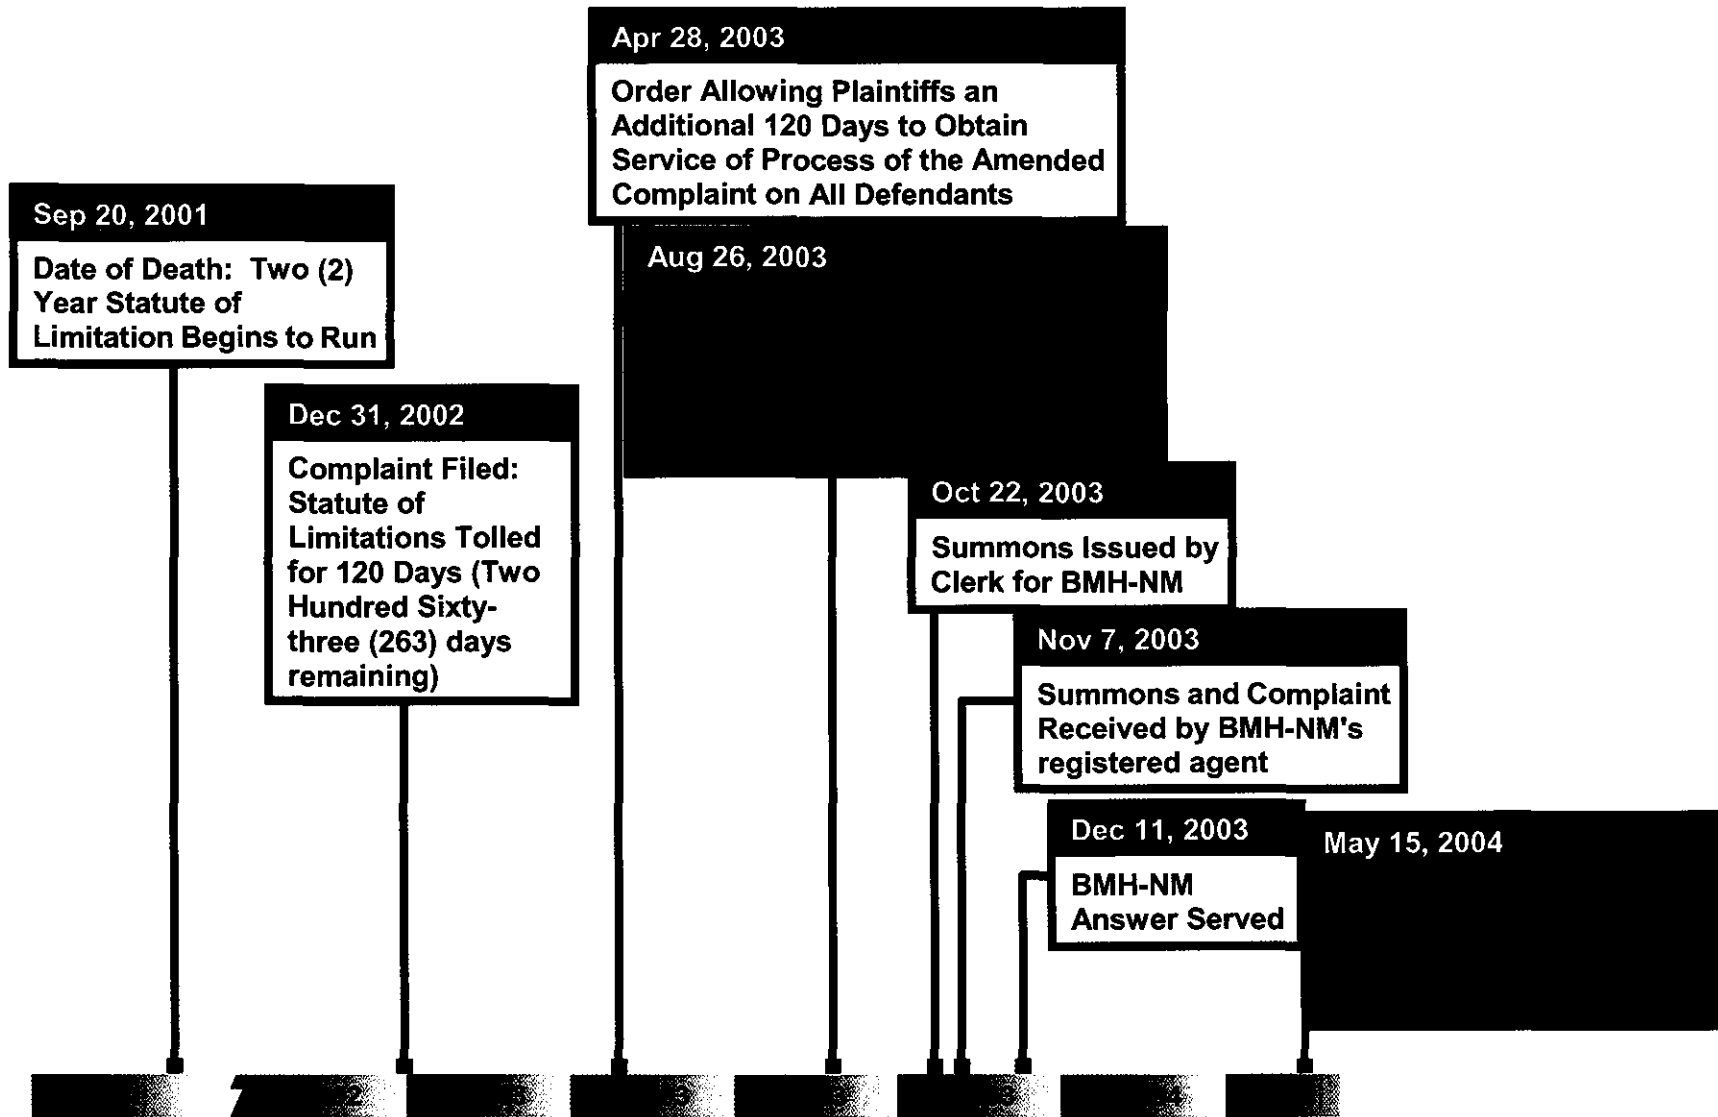 Apr 28, 2003
Order Allowing Plaintiffs an
Additional 120 Days to Obtain
Service of Process of the Amended
Complaint on All Defendants
Sep 20, 2001
Date of Death: Two (2)
Year Statute of
Limitation Begins to Run
Aug 26, 2003
Dec 31, 2002
Complaint Filed:
Statute of
Limitations Tolled
for 120 Days (Two
Hundred Sixty-
three (263) days
remaining)
Oct 22, 2003
Summons Issued by
Clerk for BMH-NM
Nov 7, 2003
Summons and Complaint
Received by BMH-NM's
registered agent
Dec 11, 2003
BMH-NM
Answer Served
May 15, 2004